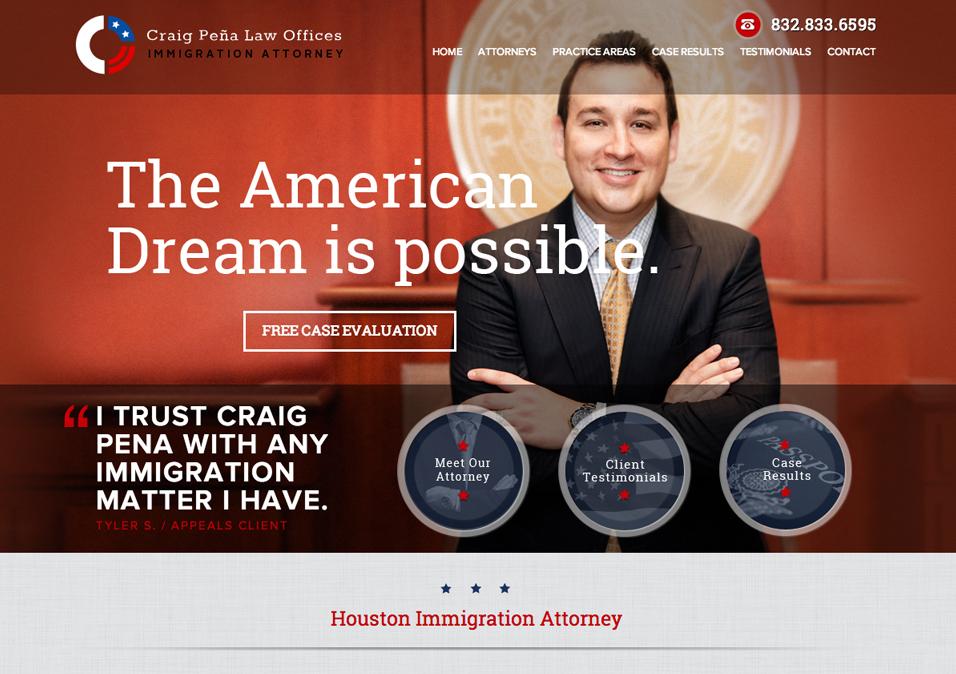 Craig Peña Law Offices
IMMIGRATION ATTORNEY
832.833.6595
HOME ATTORNEYS PRACTICE AREAS CASE RESULTS TESTIMONIALS CONTACT
The American
Dream is possible.
FREE CASE EVALUATION
“I TRUST CRAIG
PENA WITH ANY
IMMIGRATION
MATTER I HAVE.
TYLER S. / APPEALS CLIENT
Meet Our
Attorney
Client
Testimonials
PASSPO
Case
Results
Houston Immigration Attorney